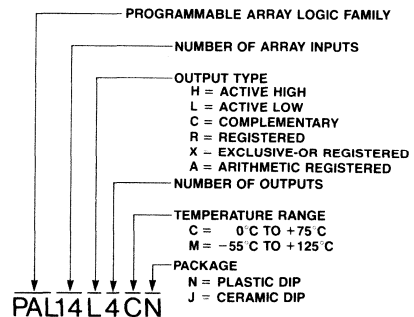 PROGRAMMABLE ARRAY LOGIC FAMILY
NUMBER OF ARRAY INPUTS
OUTPUT TYPE
H = ACTIVE HIGH
L = ACTIVE LOW
C = COMPLEMENTARY
R = REGISTERED
X – EXCLUSIVE-OR REGISTERED
A = ARITHMETIC REGISTERED
NUMBER OF OUTPUTS
TEMPERATURE RANGE
C = 0°C TO +75°C
M = −55°C TO +125°C
PACKAGE
N = PLASTIC DIP
J = CERAMIC DIP
PAL14L4CN